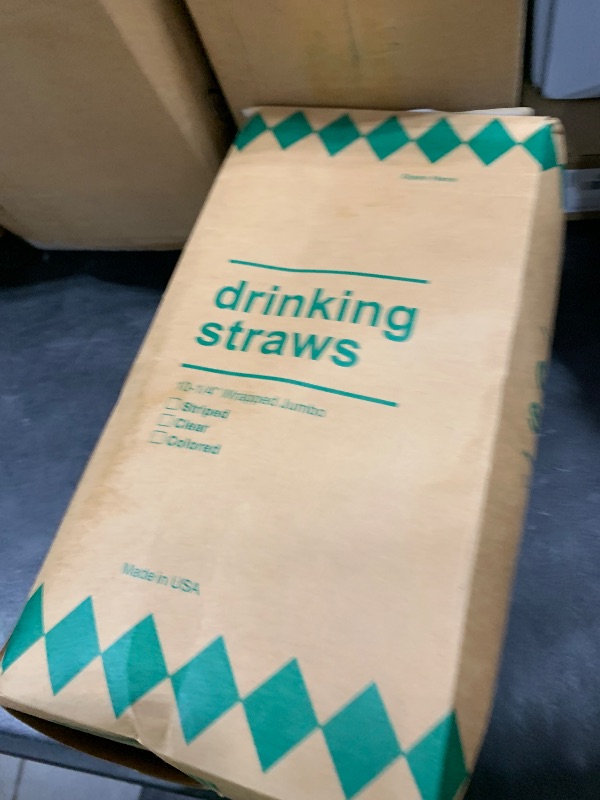 drinking
straws
10-1/4" Wrapped Jumbo
Striped
Clear
Colored
Made in USA